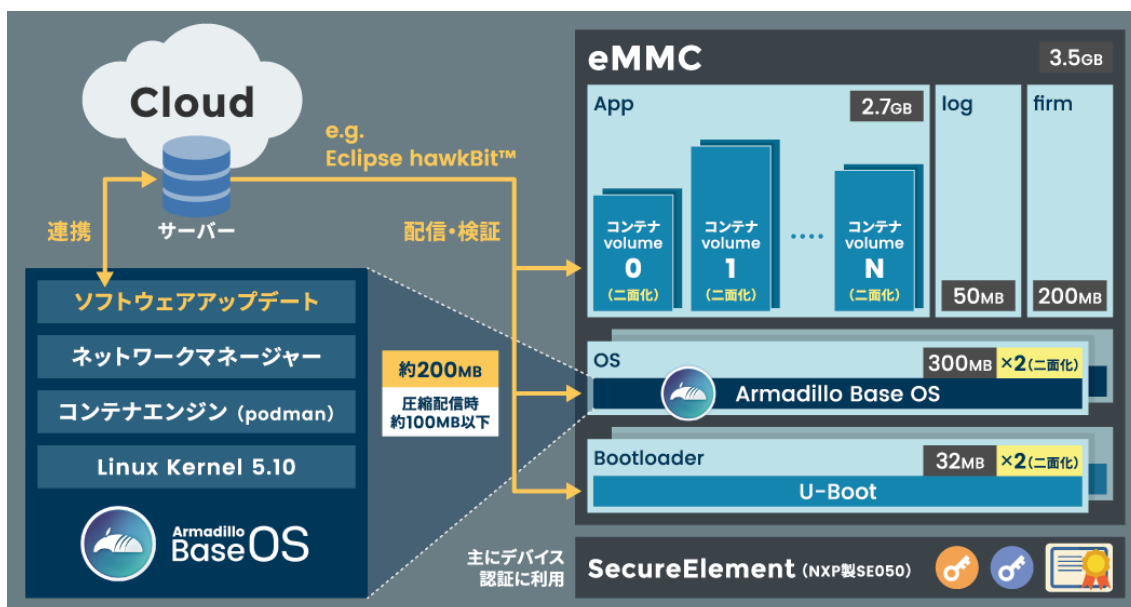 Cloud
e.g.
Eclipse hawkBit™
連携
サーバー
配信・検証
ソフトウェアアップデート
ネットワークマネージャー
コンテナエンジン（podman）
Linux Kernel 5.10
Armadillo
Base OS
約200MB
圧縮配信時
約100MB以下
eMMC
3.5GB
App
2.7GB
コンテナ
volume
0
（二面化）
コンテナ
volume
1
（二面化）
‥‥
コンテナ
volume
N
（二面化）
log
50MB
firm
200MB
OS
300MB ×2（二面化）
Armadillo Base OS
Bootloader
32MB ×2（二面化）
U-Boot
主にデバイス
認証に利用
SecureElement（NXP製SE050）